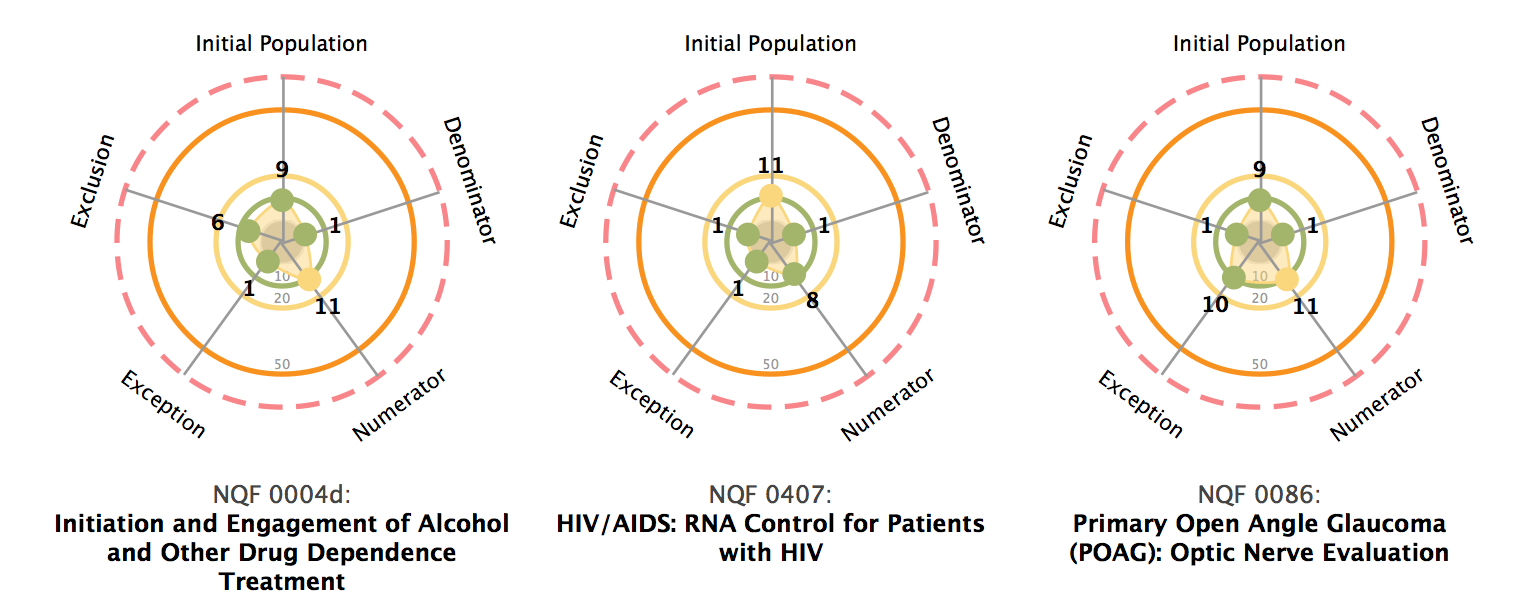 Initial Population
Denominator
Numerator
Exception
Exclusion
9
1
11
1
6
10
20
50
NQF 0004d:
Initiation and Engagement of Alcohol
and Other Drug Dependence
Treatment
Initial Population
Denominator
Numerator
Exception
Exclusion
11
1
8
1
1
10
20
50
NQF 0407:
HIV/AIDS: RNA Control for Patients
with HIV
Initial Population
Denominator
Numerator
Exception
Exclusion
9
1
11
10
1
10
20
50
NQF 0086:
Primary Open Angle Glaucoma
(POAG): Optic Nerve Evaluation